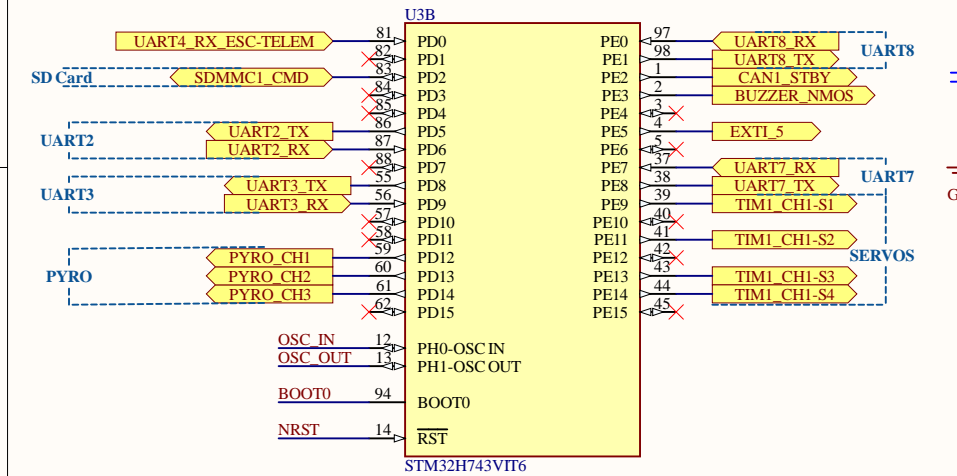 U3B
UART4_RX_ESC-TELEM 81 PD0 PE0 97 UART8_RX
82 PD1 PE1 98 UART8_TX UART8
SD Card SDMMC1_CMD 83 PD2 PE2 1 CAN1_STBY
84 PD3 PE3 2 BUZZER_NMOS
85 PD4 PE4 3
UART2_TX 86 PD5 PE5 4 EXTI_5
UART2 UART2_RX 87 PD6 PE6 5
88 PD7 PE7 37 UART7_RX
UART3_TX 55 PD8 PE8 38 UART7_TX UART7
UART3 UART3_RX 56 PD9 PE9 39 TIM1_CH1-S1 G
57 PD10 PE10 40
58 PD11 PE11 41 TIM1_CH1-S2
PYRO_CH1 59 PD12 PE12 42 SERVOS
PYRO PYRO_CH2 60 PD13 PE13 43 TIM1_CH1-S3
PYRO_CH3 61 PD14 PE14 44 TIM1_CH1-S4
62 PD15 PE15 45
OSC_IN 12 PH0-OSC IN
OSC_OUT 13 PH1-OSC OUT
BOOT0 94 BOOT0
NRST 14 RST
STM32H743VIT6